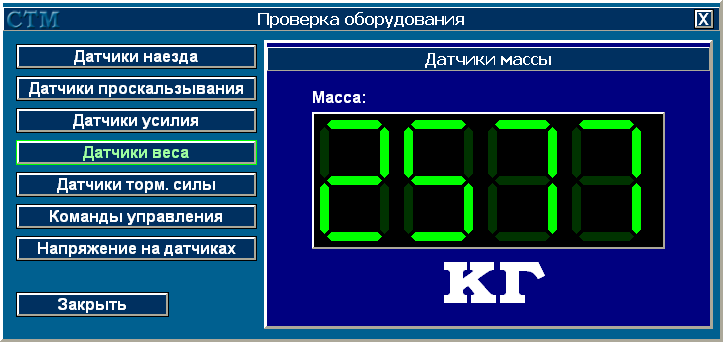 СТМ
Проверка оборудования
X
Датчики наезда
Датчики проскальзывания
Датчики усилия
Датчики веса
Датчики торм. силы
Команды управления
Напряжение на датчиках
Закрыть
Датчики массы
Масса:
2577
кг